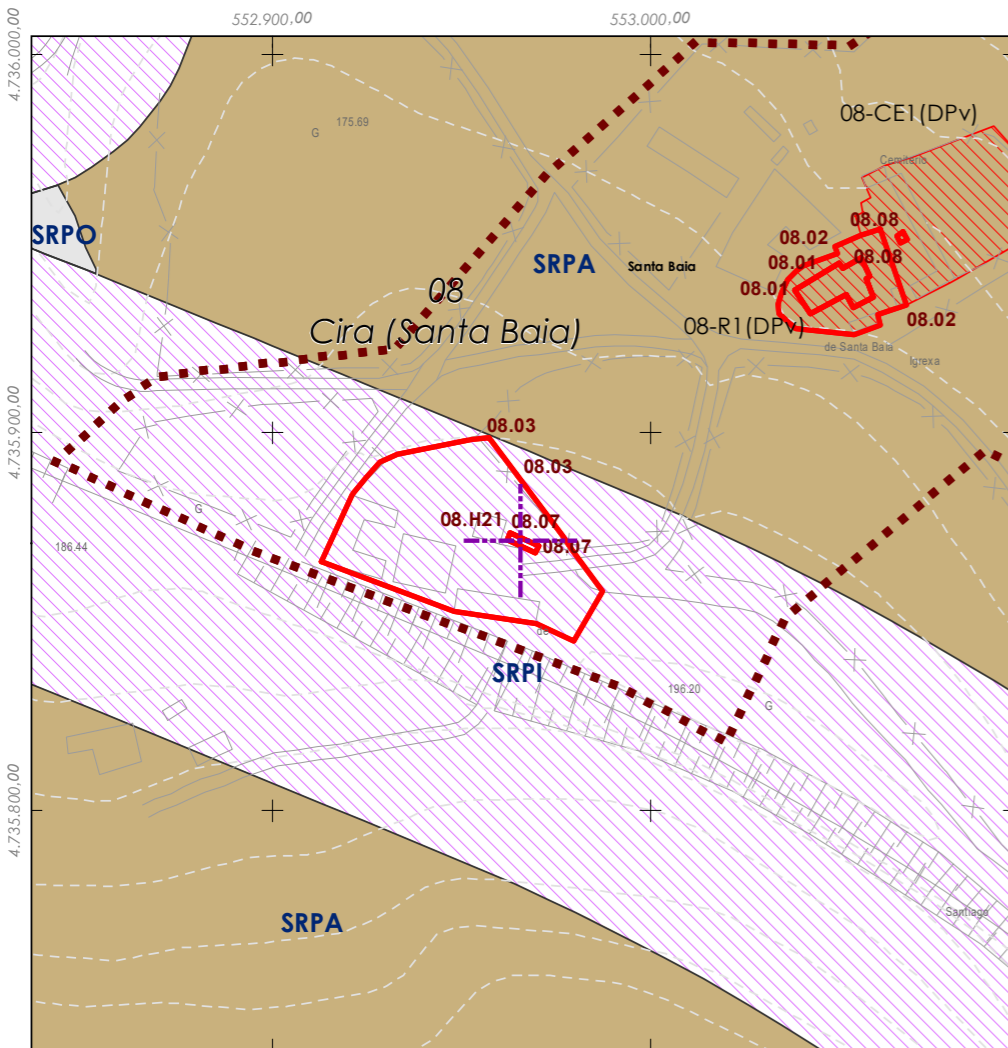 552.900,00
553.000,00
4.736.000,00
175.69
G
08-CE1(DPv)
Cemiterio
08.08
08.02
08.08
SRPO
SRPA
Santa Baia
08.01
08
08.01
08.02
Cira (Santa Baia)
08-R1(DPv)
de Santa Baia
Igrexa
4.735.900,00
08.03
08.03
G
08.H21
08.07
186.44
08.07
de
SRPI
196.20
G
4.735.800,00
SRPA
Santiago